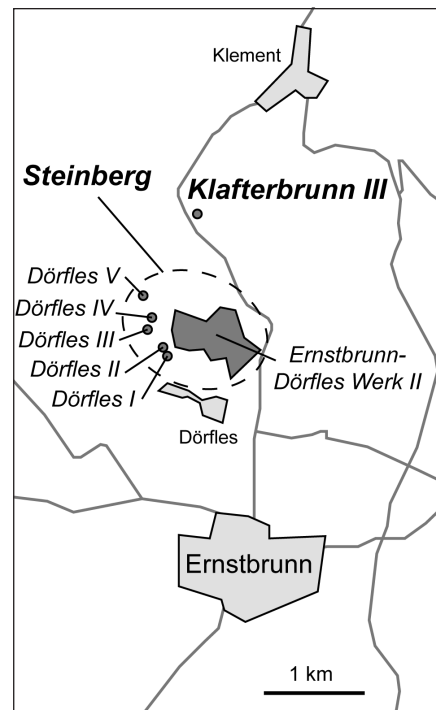 Klement
Steinberg
Klafterbrunn III
Dörfles V
Dörfles IV
Dörfles III
Dörfles II
Dörfles I
Ernstbrunn-
Dörfles Werk II
Dörfles
Ernstbrunn
1 km